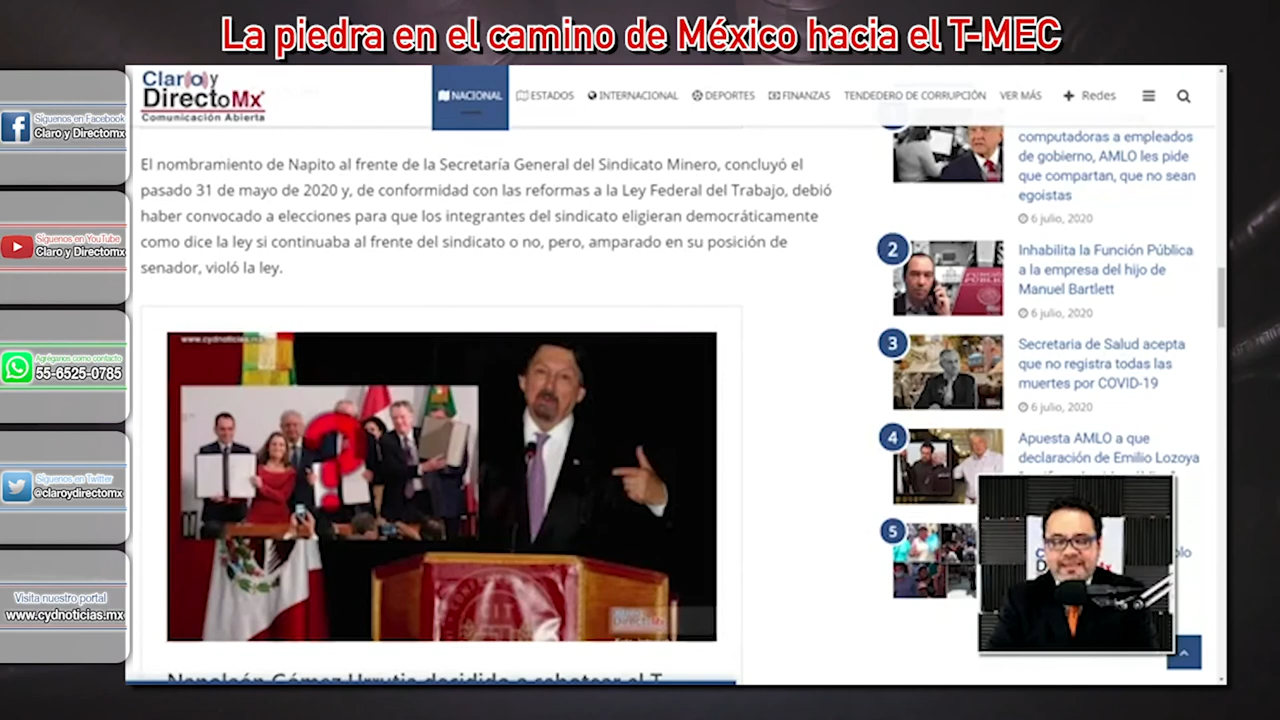 La piedra en el camino de México hacia el T-MEC
Síguenos en Facebook
Claro y Directomx
Síguenos en YouTube
Claro y Directomx
Agréganos como contacto
55-6525-0785
Síguenos en Twitter
@claroydirectomx
Visita nuestro portal
www.cydnoticias.mx
Claro y
DirectoMx
Comunicación Abierta
NACIONAL
ESTADOS
INTERNACIONAL
DEPORTES
FINANZAS
TENDEDERO DE CORRUPCIÓN
VER MÁS
Redes
El nombramiento de Napito al frente de la Secretaría General del Sindicato Minero, concluyó el
pasado 31 de mayo de 2020 y, de conformidad con las reformas a la Ley Federal del Trabajo, debió
haber convocado a elecciones para que los integrantes del sindicato eligieran democráticamente
como dice la ley si continuaba al frente del sindicato o no, pero, amparado en su posición de
senador, violó la ley.
www.cydnoticias.mx
?
Napoleón Gómez Urrutia decidido a sabotear el T-
computadoras a empleados
de gobierno, AMLO les pide
que compartan, que no sean
egoistas
6 julio, 2020
2
Inhabilita la Función Pública
a la empresa del hijo de
Manuel Bartlett
6 julio, 2020
3
Secretaria de Salud acepta
que no registra todas las
muertes por COVID-19
6 julio, 2020
4
Apuesta AMLO a que
declaración de Emilio Lozoya
5